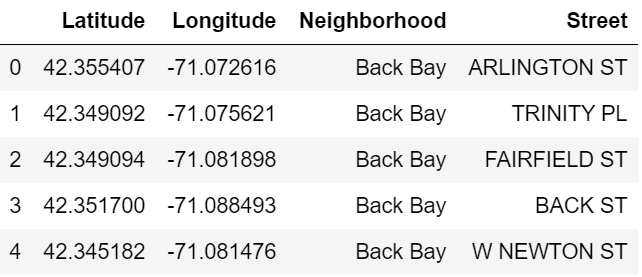 Latitude Longitude Neighborhood Street
0 42.355407 -71.072616 Back Bay ARLINGTON ST
1 42.349092 -71.075621 Back Bay TRINITY PL
2 42.349094 -71.081898 Back Bay FAIRFIELD ST
3 42.351700 -71.088493 Back Bay BACK ST
4 42.345182 -71.081476 Back Bay W NEWTON ST